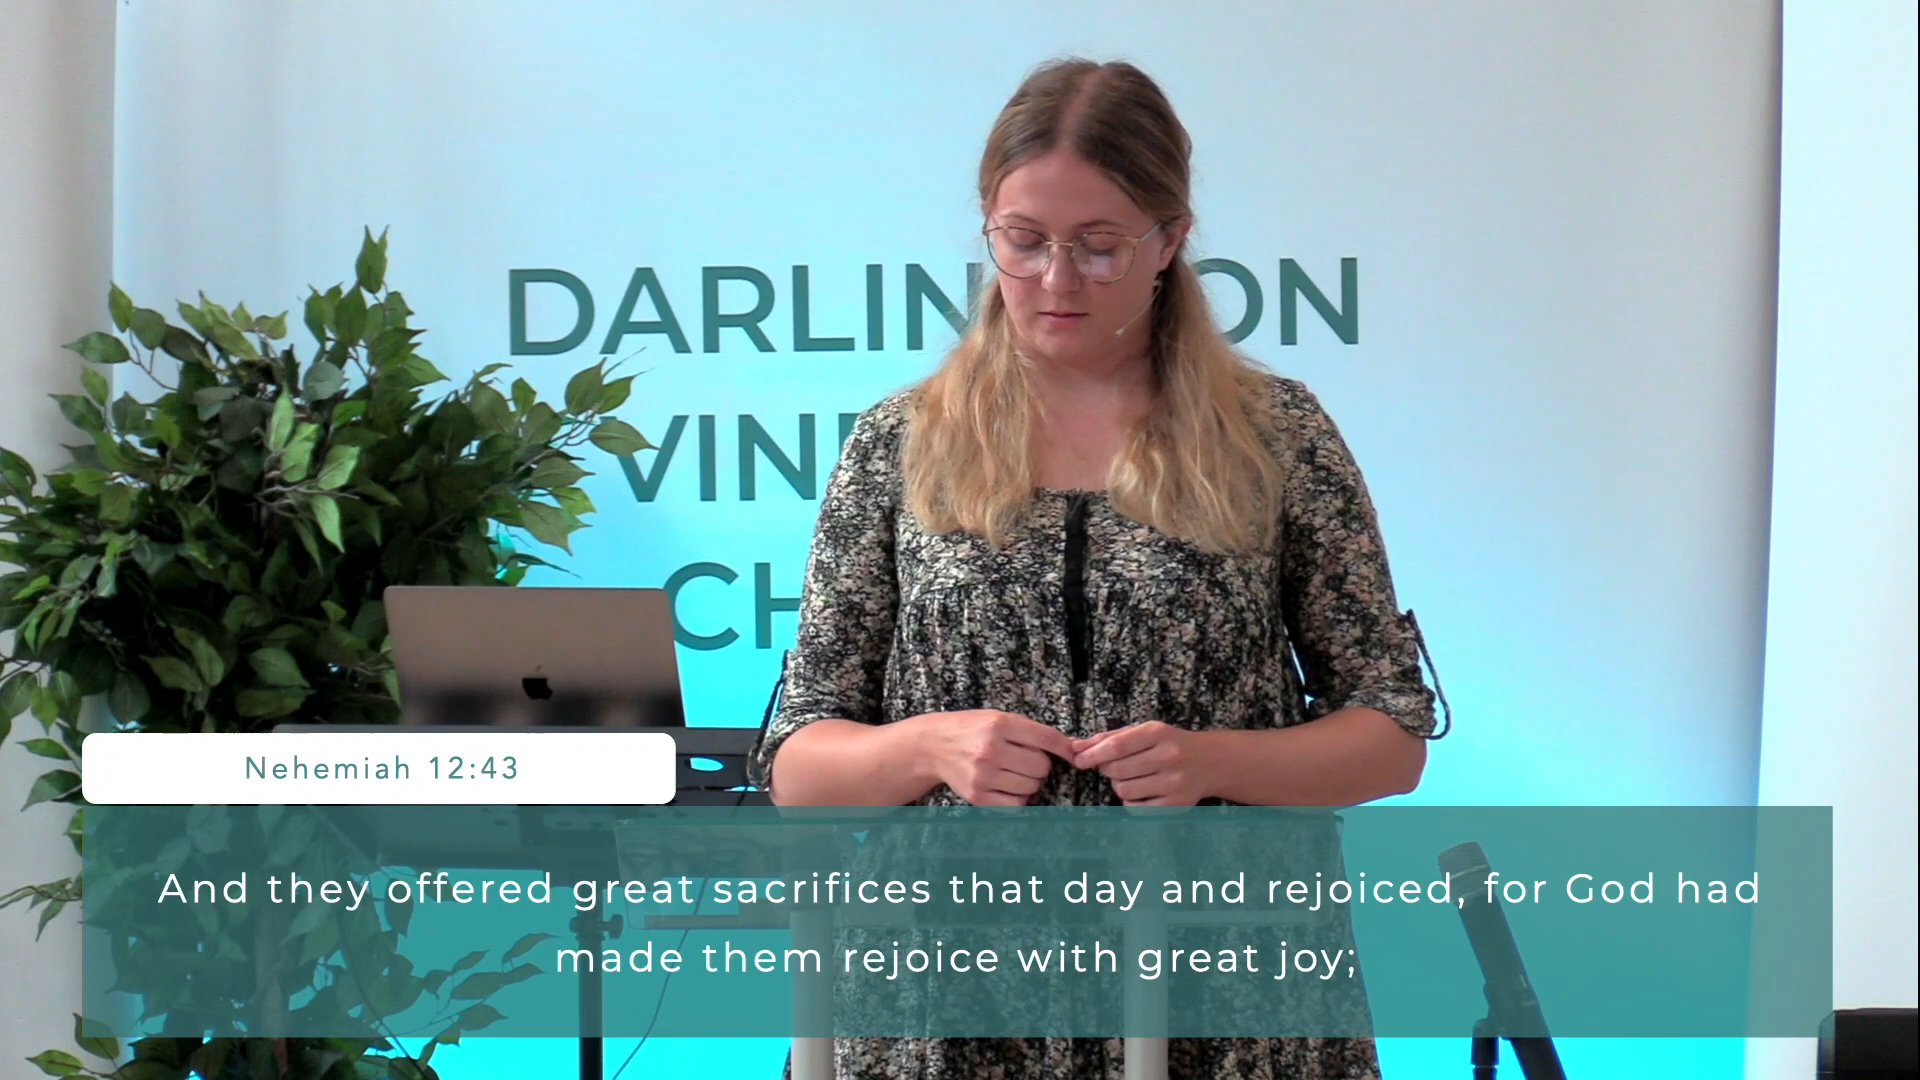 DARLIN ON
VIN
CH
Nehemiah 12:43
And they offered great sacrifices that day and rejoiced, for God had
made them rejoice with great joy;